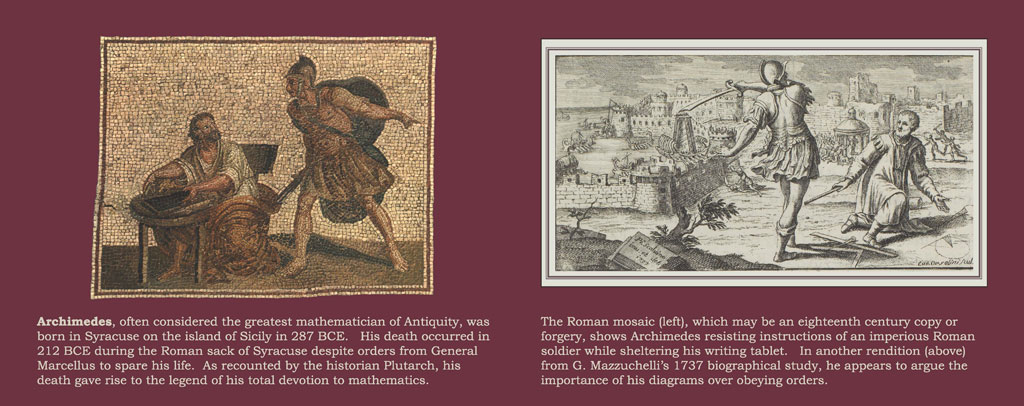 Archimedes, often considered the greatest mathematician of Antiquity, was
born in Syracuse on the island of Sicily in 287 BCE. His death occurred in
212 BCE during the Roman sack of Syracuse despite orders from General
Marcellus to spare his life. As recounted by the historian Plutarch, his
death gave rise to the legend of his total devotion to mathematics.
The Roman mosaic (left), which may be an eighteenth century copy or
forgery, shows Archimedes resisting instructions of an imperious Roman
soldier while sheltering his writing tablet. In another rendition (above)
from G. Mazzuchelli's 1737 biographical study, he appears to argue the
importance of his diagrams over obeying orders.